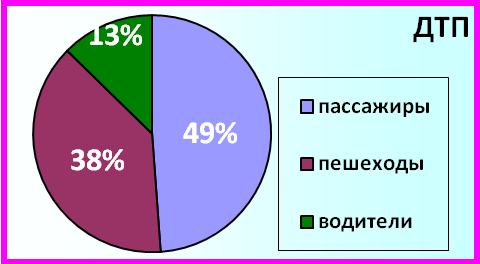 ДТП
13%
49%
38%
пассажиры
пешеходы
водители